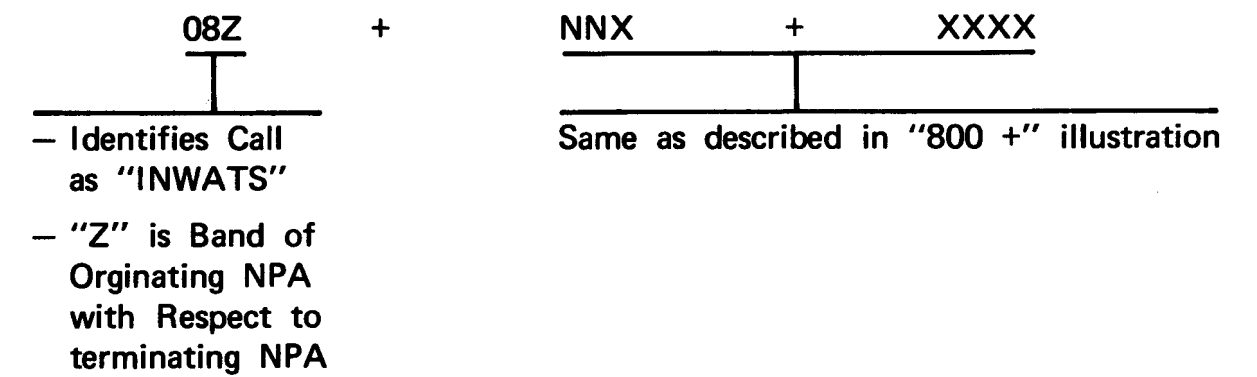 08Z + NNX + XXXX
— Identifies Call
as “INWATS”
— “Z” is Band of
Orginating NPA
with Respect to
terminating NPA
Same as described in “800 +” illustration